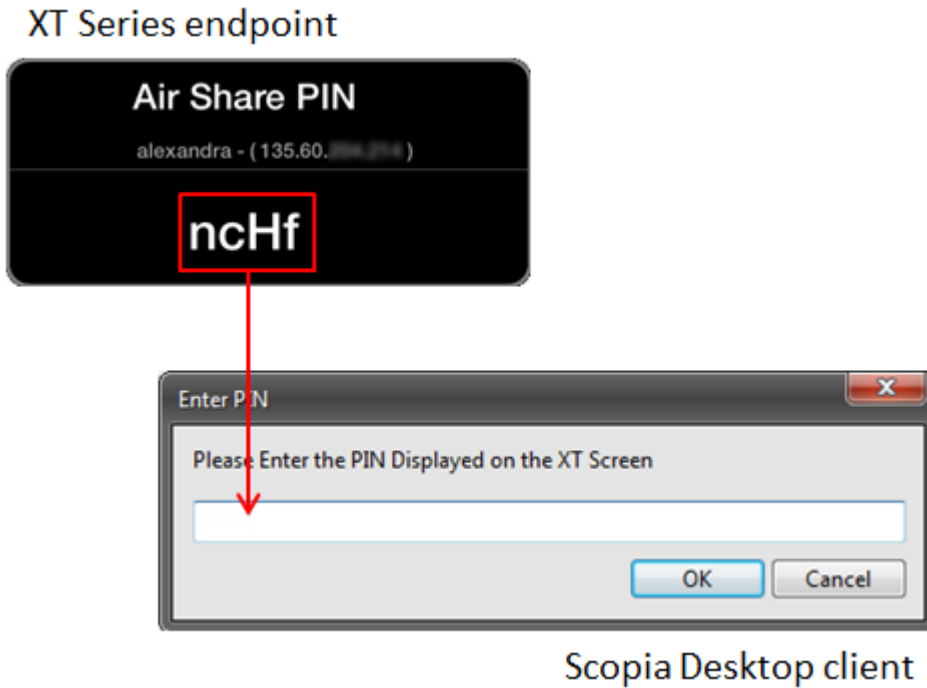 XT Series endpoint
Air Share PIN
alexandra - ( 135.60. )
ncHf
Enter PIN
Please Enter the PIN Displayed on the XT Screen
OK Cancel
Scopia Desktop client